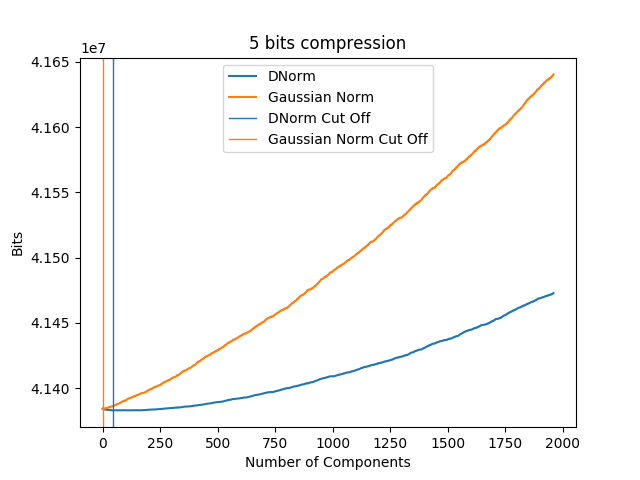 5 bits compression
1e7
4.165
4.160
4.155
4.150
4.145
4.140
Bits
DNorm
Gaussian Norm
DNorm Cut Off
Gaussian Norm Cut Off
0 250 500 750 1000 1250 1500 1750 2000
Number of Components